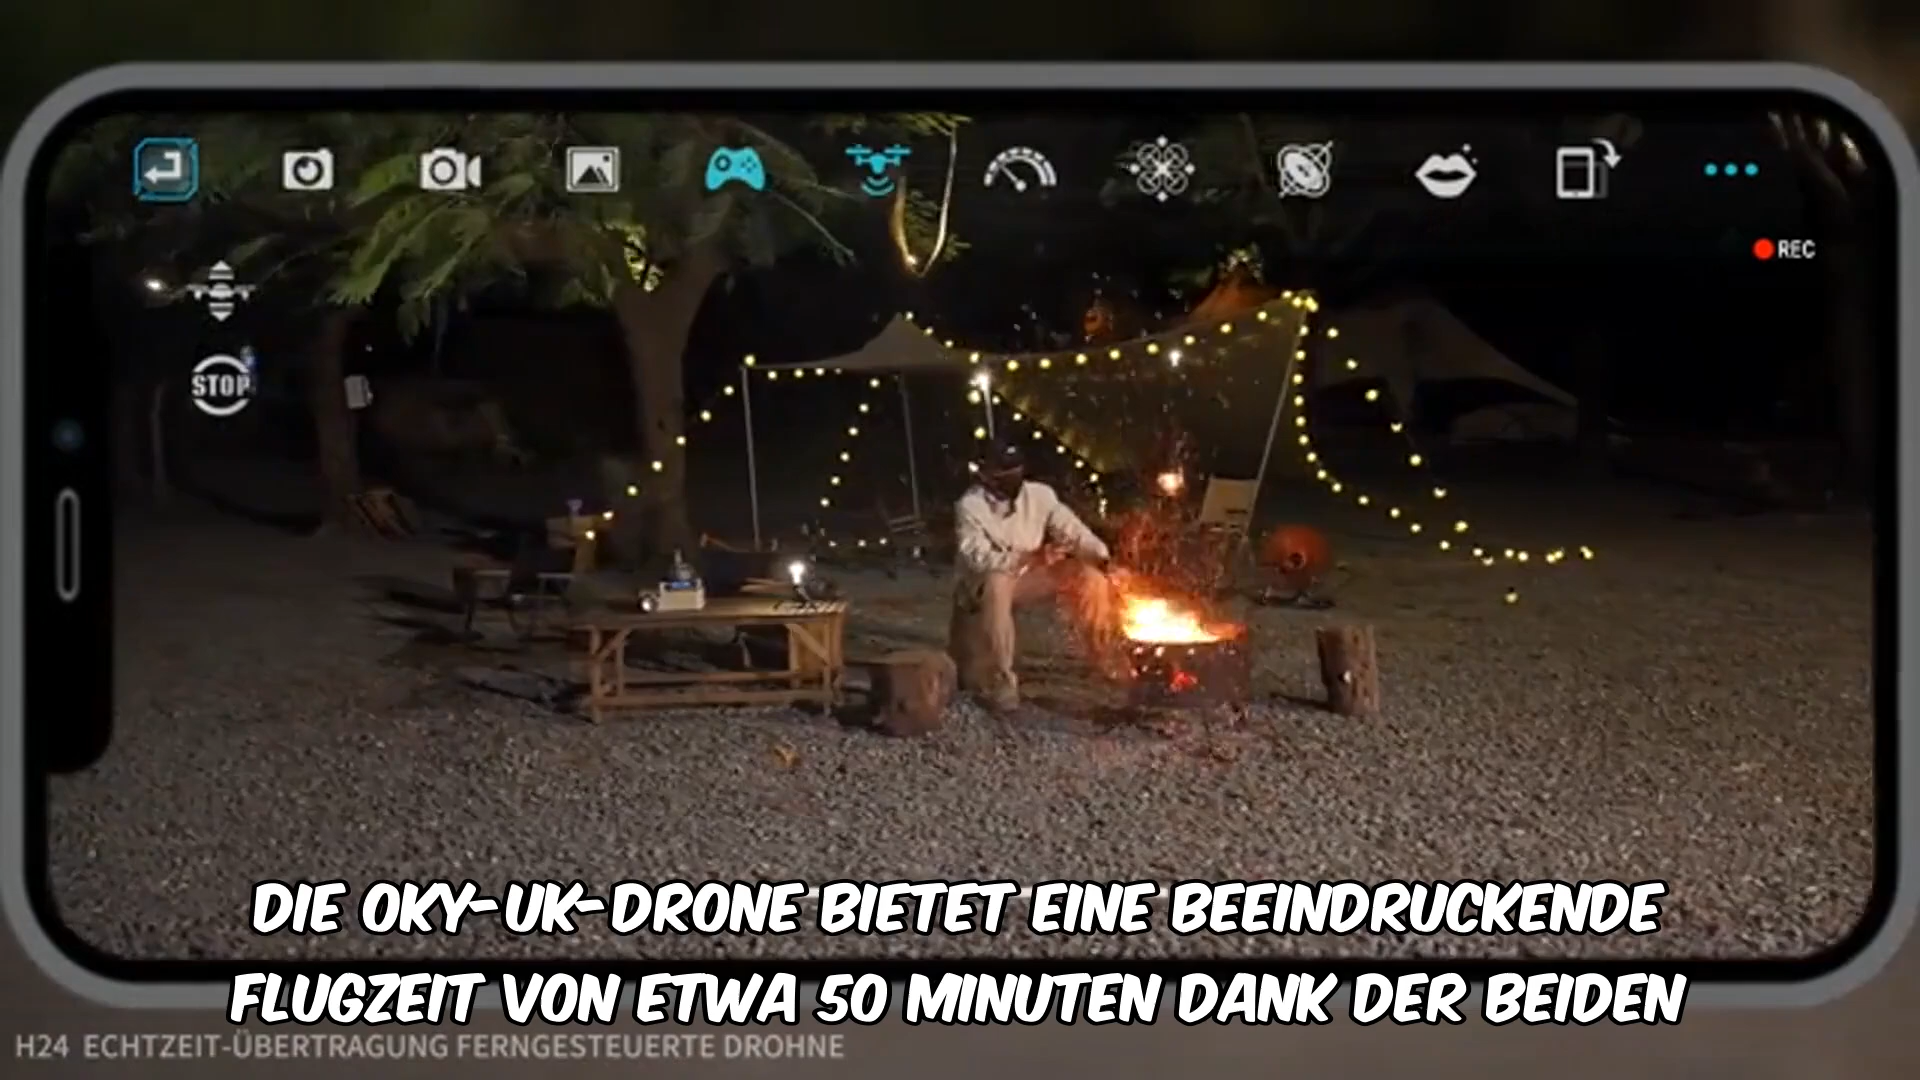 REC
STOP
DIE OKY-UK-DRONE BIETET EINE BEEINDRUCKENDE
FLUGZEIT VON ETWA 50 MINUTEN DANK DER BEIDEN
H24 ECHTZEIT-ÜBERTRAGUNG FERNGESTEUERTE DROHNE